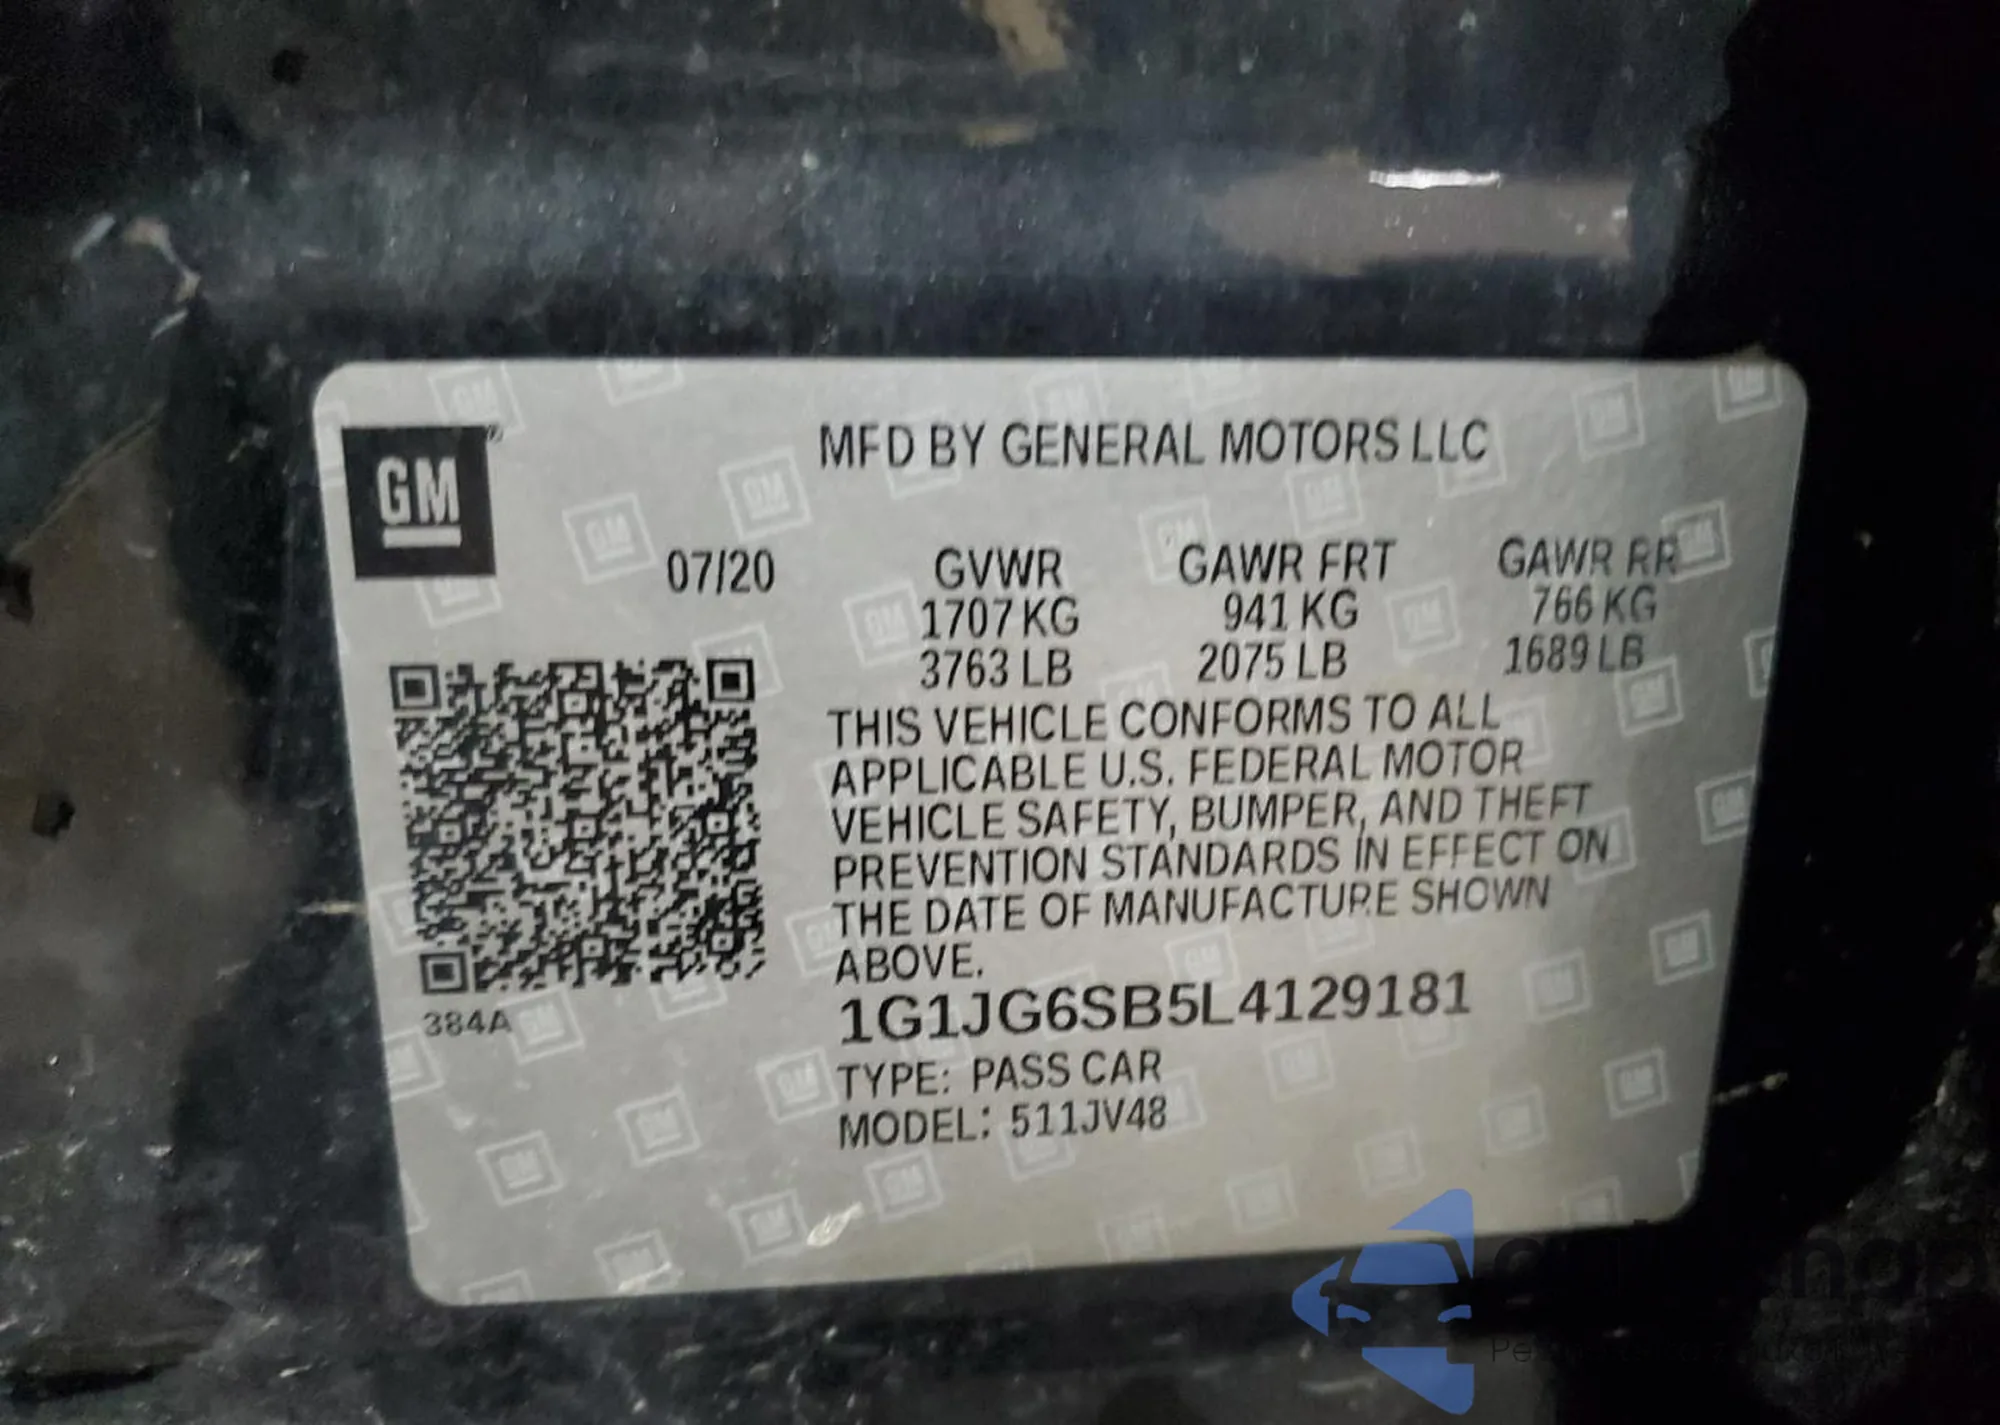 GM
MFD BY GENERAL MOTORS LLC
07/20 GVWR GAWR FRT GAWR RR
1707 KG 941 KG 766 KG
3763 LB 2075 LB 1689 LB
THIS VEHICLE CONFORMS TO ALL
APPLICABLE U.S. FEDERAL MOTOR
VEHICLE SAFETY, BUMPER, AND THEFT
PREVENTION STANDARDS IN EFFECT ON
THE DATE OF MANUFACTURE SHOWN
ABOVE.
384A
1G1JG6SB5L4129181
TYPE: PASS CAR
MODEL: 511JV48